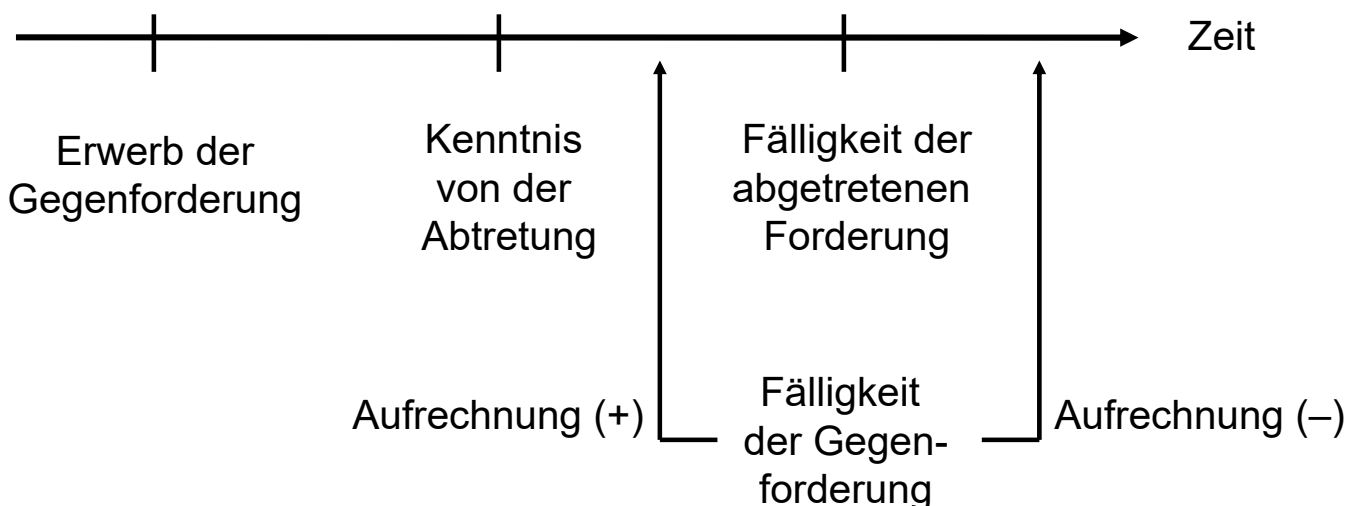 Zeit
Erwerb der
Gegenforderung
Kenntnis
von der
Abtretung
Fälligkeit der
abgetretenen
Forderung
Aufrechnung (+)
Fälligkeit
der Gegen-
forderung
Aufrechnung (–)